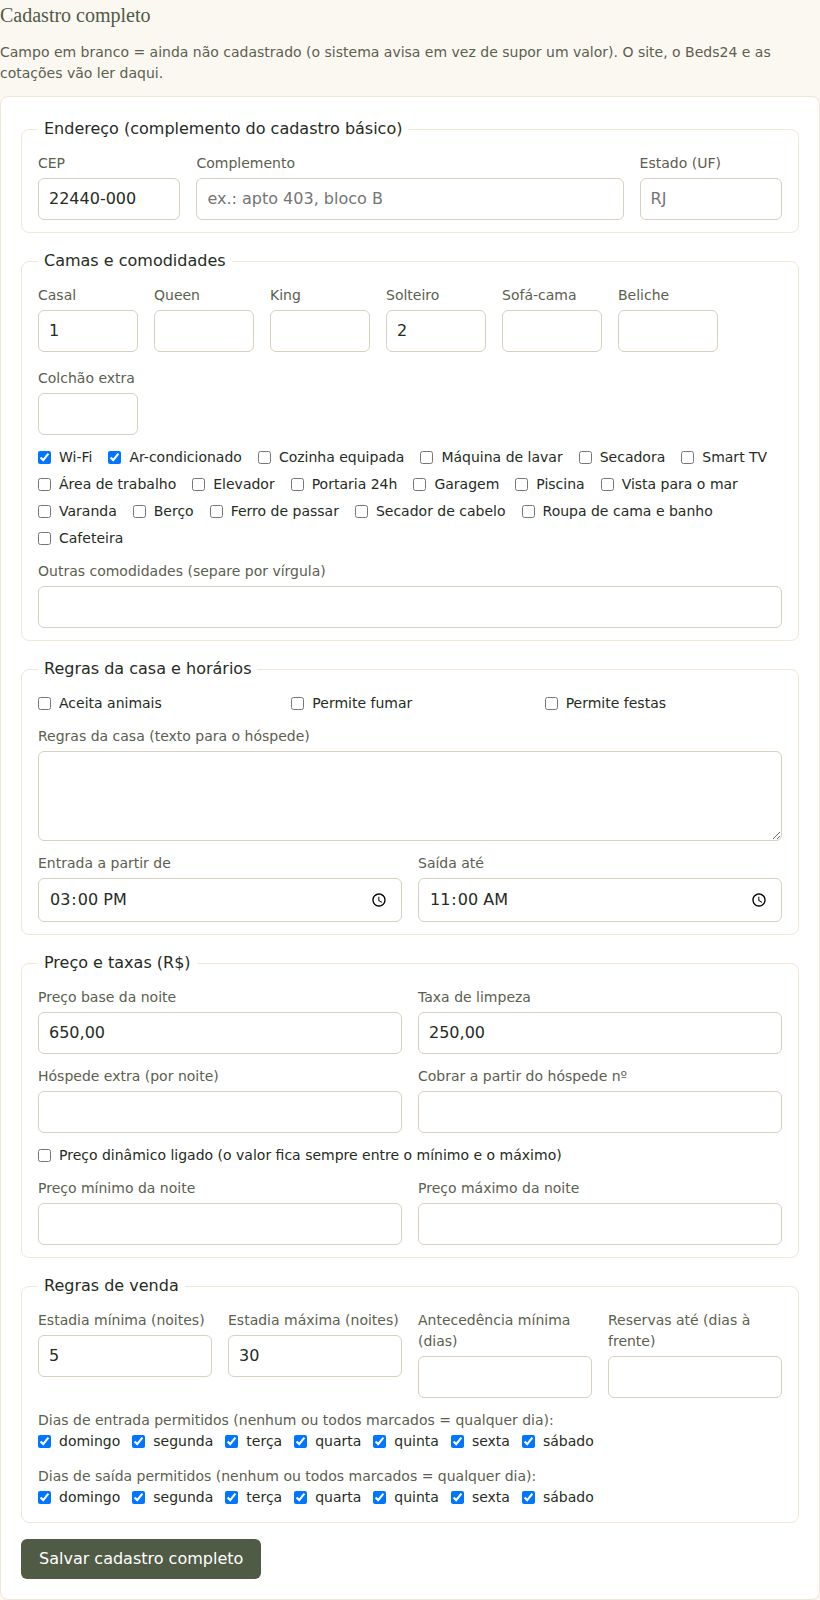 Cadastro completo
Campo em branco = ainda não cadastrado (o sistema avisa em vez de supor um valor). O site, o Beds24 e as
cotações vão ler daqui.
Endereço (complemento do cadastro básico)
CEP Complemento Estado (UF)
22440-000 ex.: apto 403, bloco B RJ
Camas e comodidades
Casal Queen King Solteiro Sofá-cama Beliche
1 2
Colchão extra
Wi-Fi Ar-condicionado Cozinha equipada Máquina de lavar Secadora Smart TV
Área de trabalho Elevador Portaria 24h Garagem Piscina Vista para o mar
Varanda Berço Ferro de passar Secador de cabelo Roupa de cama e banho
Cafeteira
Outras comodidades (separe por vírgula)
Regras da casa e horários
Aceita animais Permite fumar Permite festas
Regras da casa (texto para o hóspede)
Entrada a partir de Saída até
03:00 PM 11:00 AM
Preço e taxas (R$)
Preço base da noite Taxa de limpeza
650,00 250,00
Hóspede extra (por noite) Cobrar a partir do hóspede nº
Preço dinâmico ligado (o valor fica sempre entre o mínimo e o máximo)
Preço mínimo da noite Preço máximo da noite
Regras de venda
Estadia mínima (noites) Estadia máxima (noites) Antecedência mínima (dias) Reservas até (dias à frente)
5 30
Dias de entrada permitidos (nenhum ou todos marcados = qualquer dia):
domingo segunda terça quarta quinta sexta sábado
Dias de saída permitidos (nenhum ou todos marcados = qualquer dia):
domingo segunda terça quarta quinta sexta sábado
Salvar cadastro completo